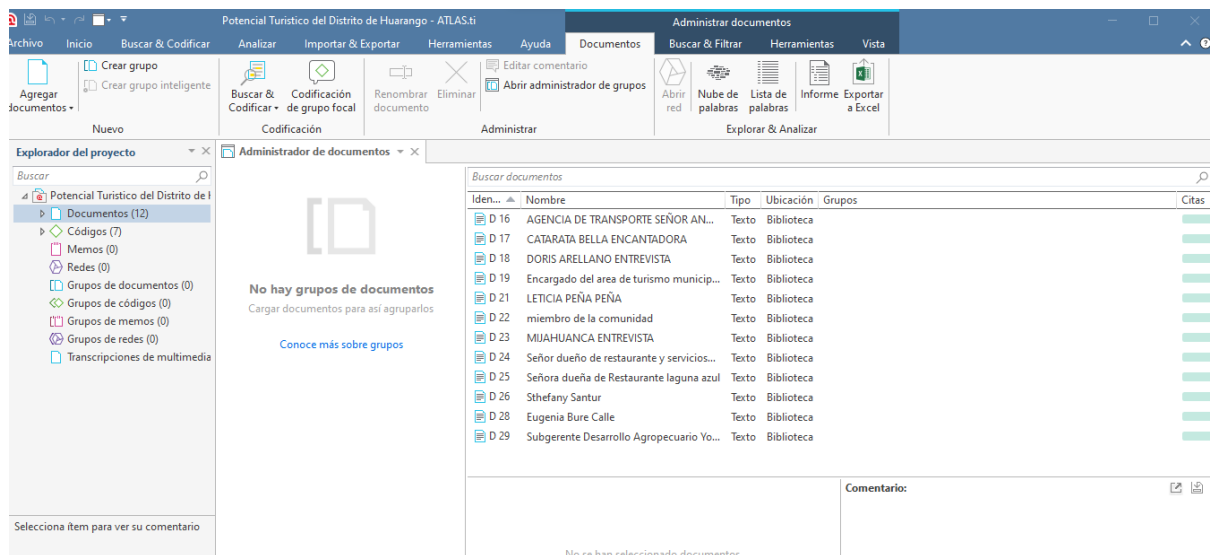 Potencial Turistico del Distrito de Huarango - ATLAS.ti
Administrar documentos
Archivo Inicio Buscar & Codificar Analizar Importar & Exportar Herramientas Ayuda Documentos Buscar & Filtrar Herramientas Vista
Agregar documentos
Crear grupo
Crear grupo inteligente
Nuevo
Buscar & Codificar
Codificación de grupo focal
Codificación
Renombrar documento
Eliminar
Editar comentario
Abrir administrador de grupos
Administrar
Abrir red
Nube de palabras
Lista de palabras
Informe
Exportar a Excel
Explorar & Analizar
Explorador del proyecto
Buscar
Potencial Turistico del Distrito de H
Documentos (12)
Códigos (7)
Memos (0)
Redes (0)
Grupos de documentos (0)
Grupos de códigos (0)
Grupos de memos (0)
Grupos de redes (0)
Transcripciones de multimedia
Selecciona ítem para ver su comentario
Administrador de documentos
No hay grupos de documentos
Cargar documentos para así agruparlos
Conoce más sobre grupos
Buscar documentos
Iden... Nombre Tipo Ubicación Grupos Citas
D 16 AGENCIA DE TRANSPORTE SEÑOR AN... Texto Biblioteca
D 17 CATARATA BELLA ENCANTADORA Texto Biblioteca
D 18 DORIS ARELLANO ENTREVISTA Texto Biblioteca
D 19 Encargado del area de turismo municip... Texto Biblioteca
D 21 LETICIA PEÑA PEÑA Texto Biblioteca
D 22 miembro de la comunidad Texto Biblioteca
D 23 MIJAHUANCA ENTREVISTA Texto Biblioteca
D 24 Señor dueño de restaurante y servicios... Texto Biblioteca
D 25 Señora dueña de Restaurante laguna azul Texto Biblioteca
D 26 Sthefany Santur Texto Biblioteca
D 28 Eugenia Bure Calle Texto Biblioteca
D 29 Subgerente Desarrollo Agropecuario Yo... Texto Biblioteca
Comentario:
No se han seleccionado documentos